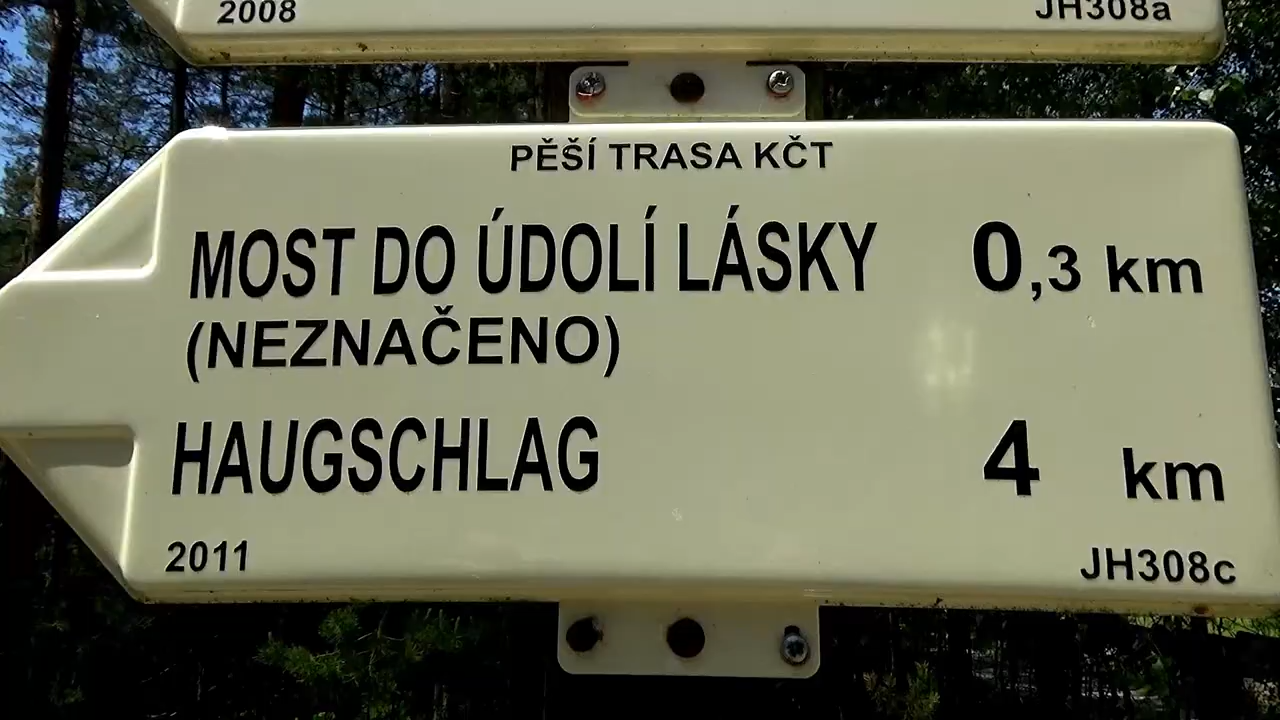 2008 JH308a
PĚŠÍ TRASA KČT
MOST DO ÚDOLÍ LÁSKY 0,3 km
(NEZNAČENO)
HAUGSCHLAG 4 km
2011 JH308c